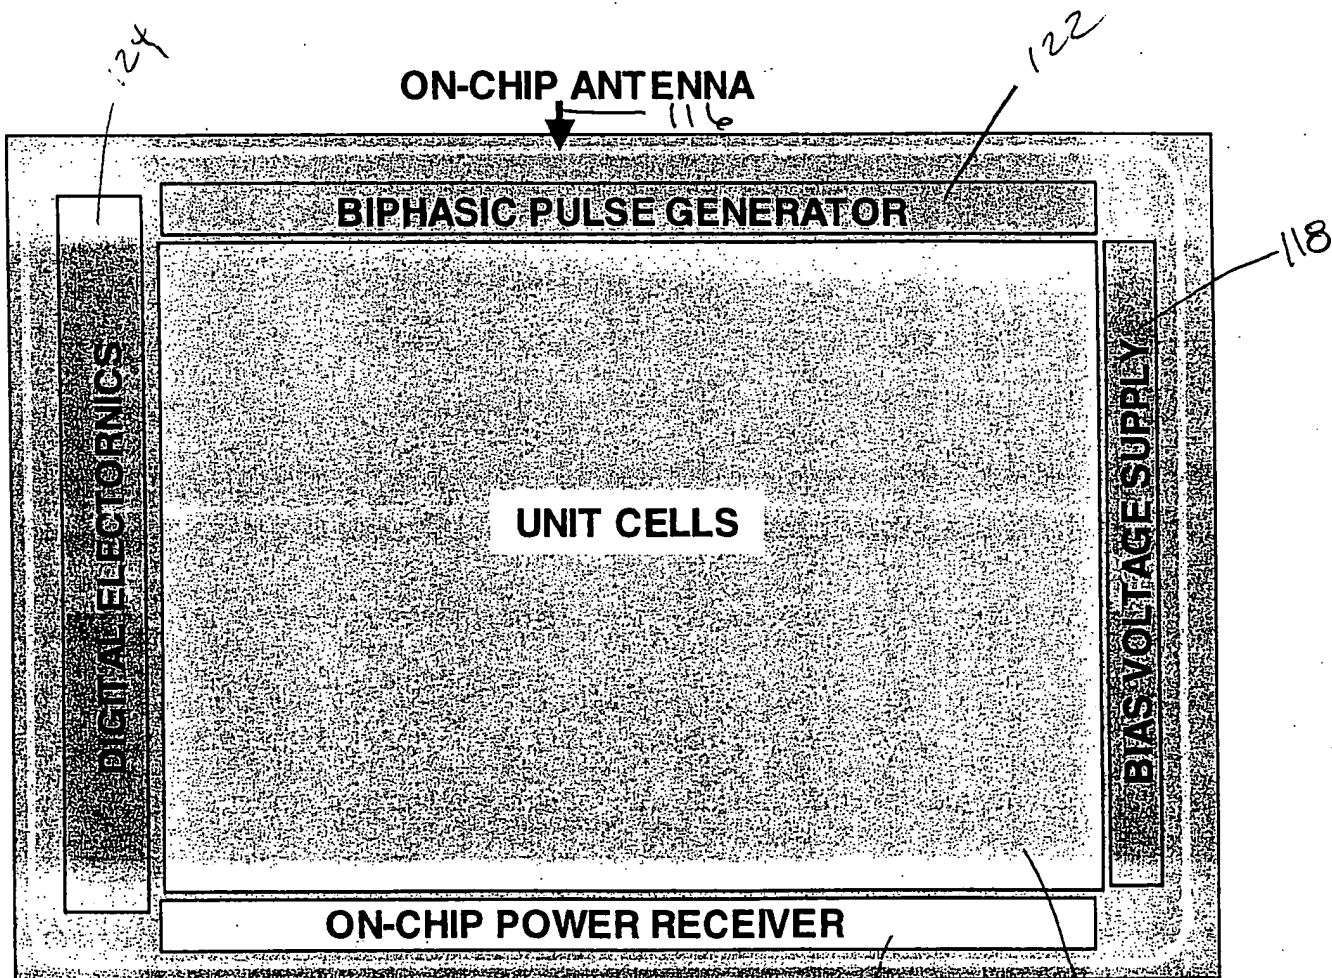 124
122
ON-CHIP ANTENNA
116
BIPHASIC PULSE GENERATOR
118
DIGITAL ELECTORNICS
UNIT CELLS
BIAS VOLTAGE SUPPLY
ON-CHIP POWER RECEIVER